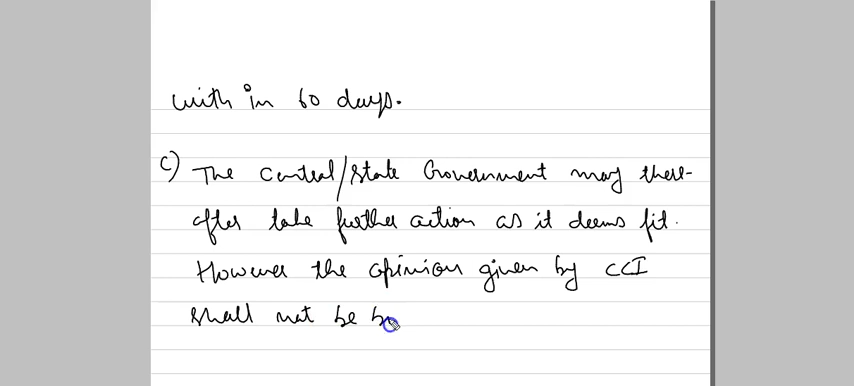 with in 60 days.
c) The Central/State Government may there-
after take further action as it deems fit.
However the opinion given by CCI
shall not be b